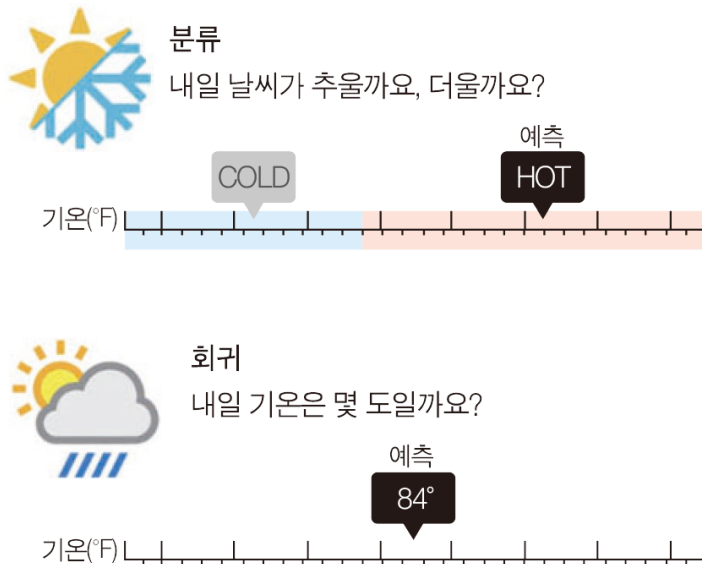 분류
내일 날씨가 추울까요, 더울까요?
예측
COLD
HOT
기온(°F)
회귀
내일 기온은 몇 도일까요?
예측
84°
기온(°F)